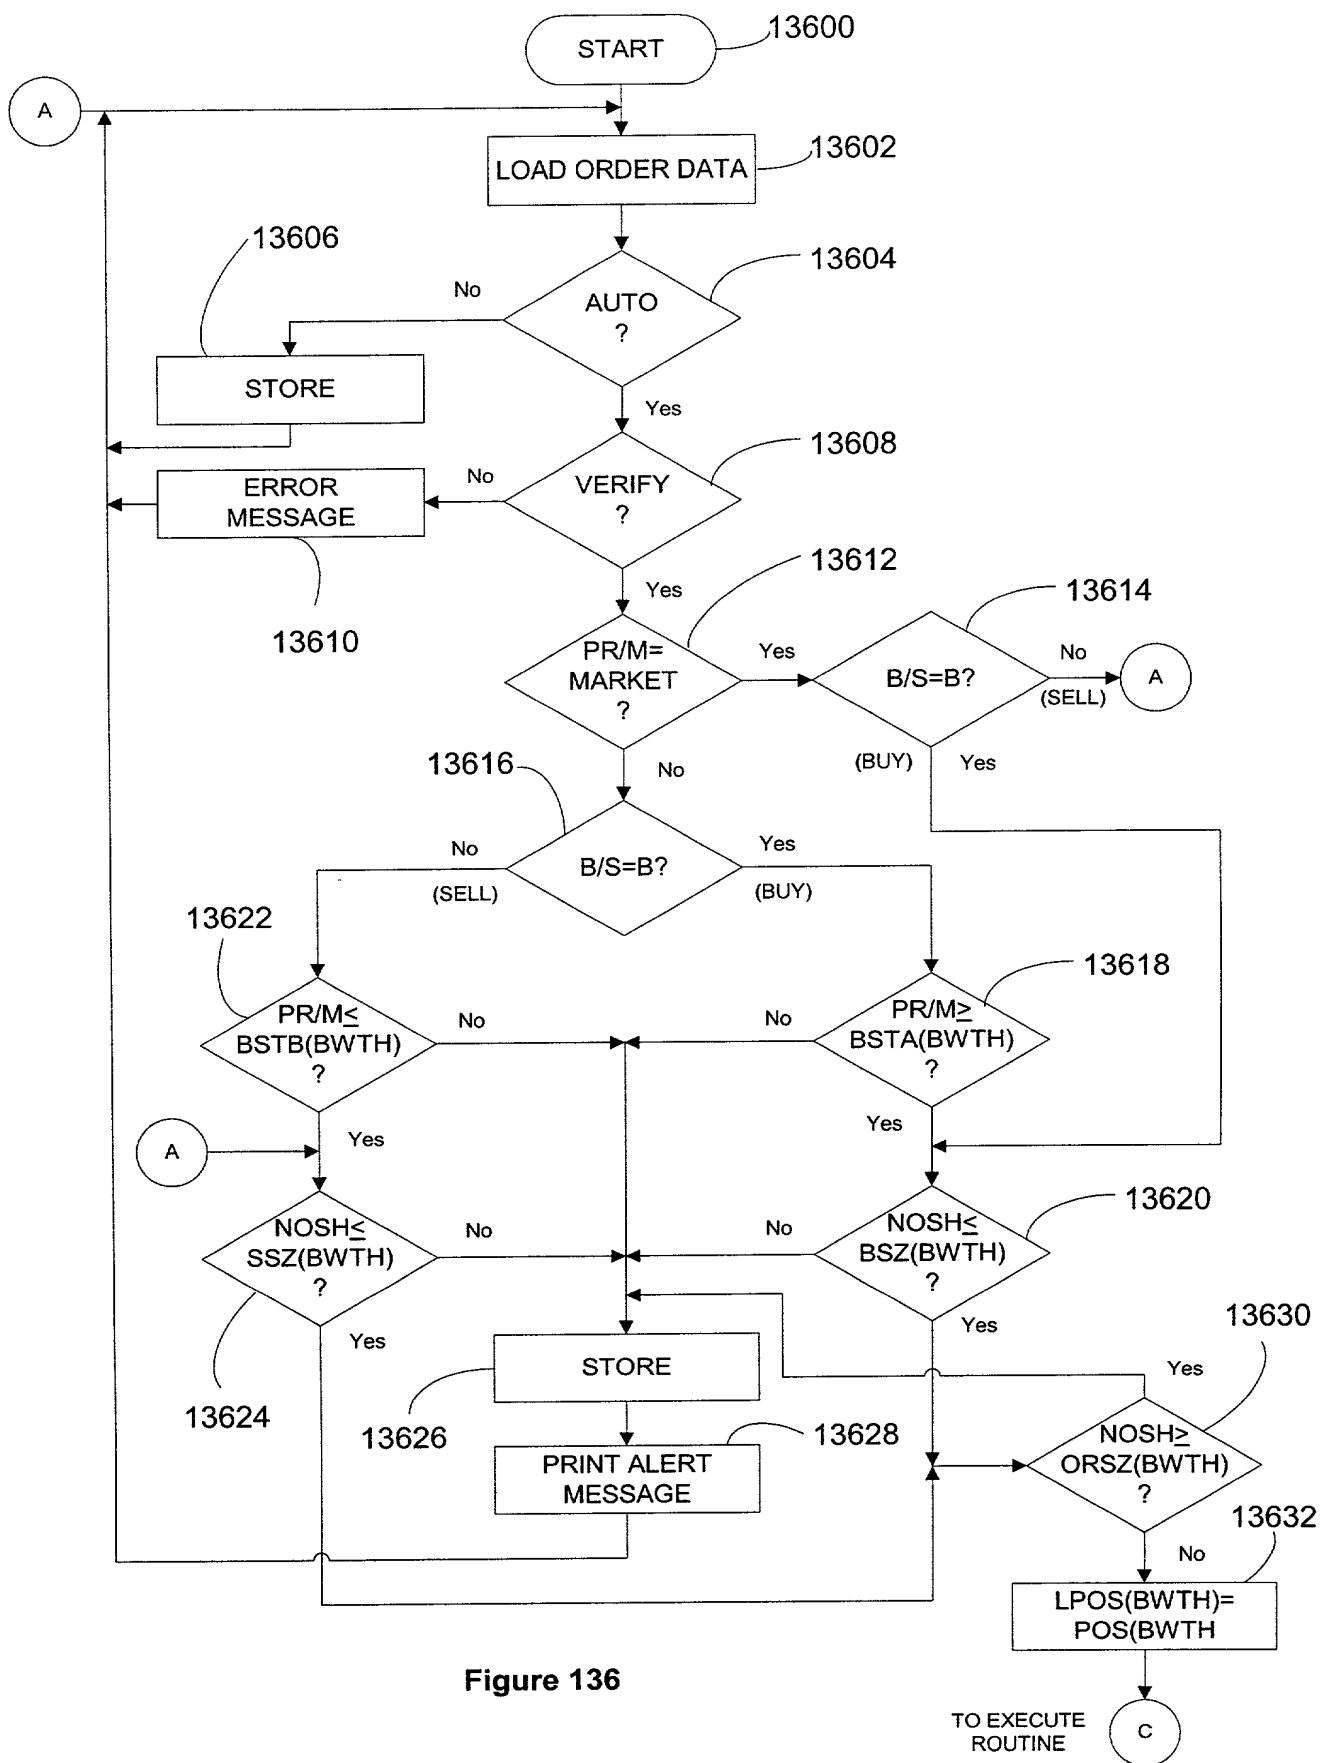 START
13600
A
LOAD ORDER DATA
13602
13606
13604
No
AUTO
?
STORE
Yes
13608
No
VERIFY
?
ERROR
MESSAGE
13610
Yes
13612
13614
PR/M=
MARKET
?
Yes
B/S=B?
No
(SELL)
A
13616
No
(BUY)
Yes
No
(SELL)
B/S=B?
Yes
(BUY)
13622
13618
PR/M≤
BSTB(BWTH)
?
No
No
PR/M≥
BSTA(BWTH)
?
A
Yes
Yes
13620
NOSH≤
SSZ(BWTH)
?
No
No
NOSH≤
BSZ(BWTH)
?
Yes
Yes
13630
13624
STORE
13626
Yes
PRINT ALERT
MESSAGE
13628
NOSH≥
ORSZ(BWTH)
?
13632
No
LPOS(BWTH)=
POS(BWTH
Figure 136
TO EXECUTE
ROUTINE
C